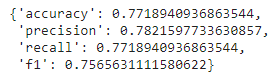 {'accuracy': 0.7718940936863544,
'precision': 0.7821597733630857,
'recall': 0.7718940936863544,
'f1': 0.7565631111580622}